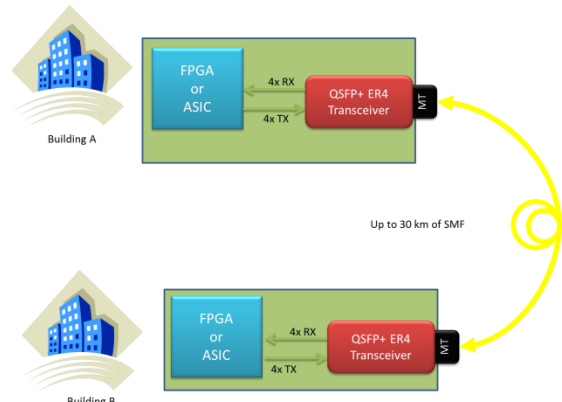 Building A
FPGA
or
ASIC
4x RX
4x TX
QSFP+ ER4
Transceiver
MT
Up to 30 km of SMF
Building B
FPGA
or
ASIC
4x RX
4x TX
QSFP+ ER4
Transceiver
MT